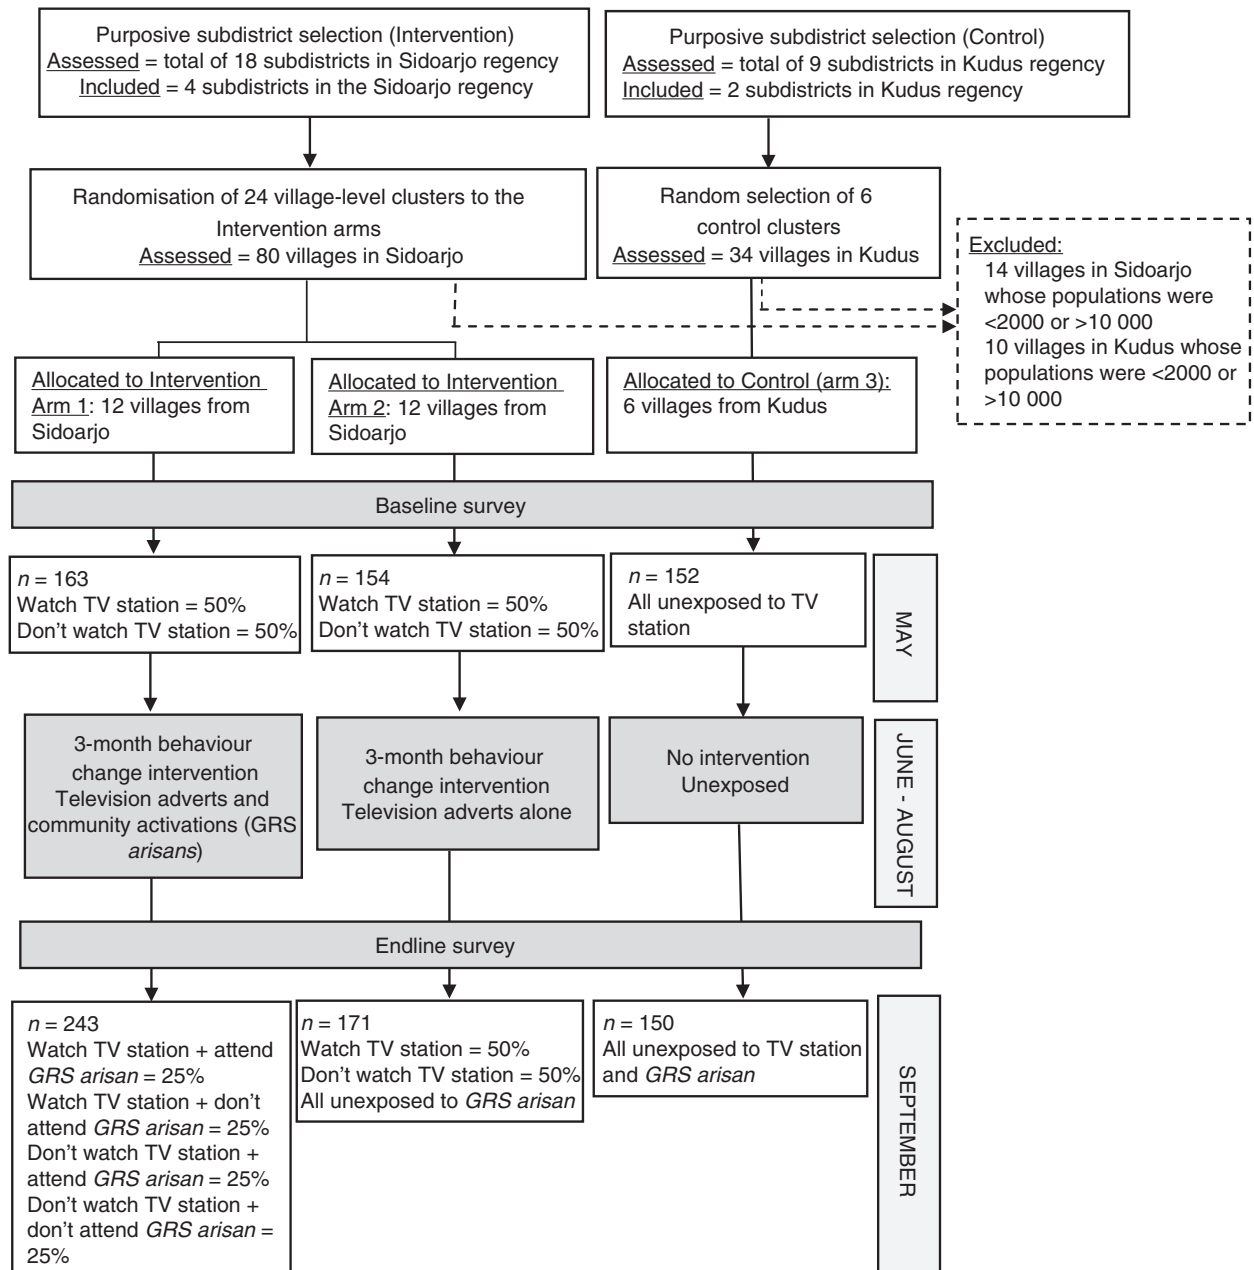 Purposive subdistrict selection (Intervention)
Assessed = total of 18 subdistricts in Sidoarjo regency
Included = 4 subdistricts in the Sidoarjo regency
Purposive subdistrict selection (Control)
Assessed = total of 9 subdistricts in Kudus regency
Included = 2 subdistricts in Kudus regency
Randomisation of 24 village-level clusters to the
Intervention arms
Assessed = 80 villages in Sidoarjo
Random selection of 6
control clusters
Assessed = 34 villages in Kudus
Excluded:
14 villages in Sidoarjo
whose populations were
<2000 or >10 000
10 villages in Kudus whose
populations were <2000 or
>10 000
Allocated to Intervention
Arm 1: 12 villages from
Sidoarjo
Allocated to Intervention
Arm 2: 12 villages from
Sidoarjo
Allocated to Control (arm 3):
6 villages from Kudus
Baseline survey
n = 163
Watch TV station = 50%
Don't watch TV station = 50%
n = 154
Watch TV station = 50%
Don't watch TV station = 50%
n = 152
All unexposed to TV
station
MAY
3-month behaviour
change intervention
Television adverts and
community activations (GRS
arisans)
3-month behaviour
change intervention
Television adverts alone
No intervention
Unexposed
JUNE - AUGUST
Endline survey
n = 243
Watch TV station + attend
GRS arisan = 25%
Watch TV station + don't
attend GRS arisan = 25%
Don't watch TV station +
attend GRS arisan = 25%
Don't watch TV station +
don't attend GRS arisan =
25%
n = 171
Watch TV station = 50%
Don't watch TV station = 50%
All unexposed to GRS arisan
n = 150
All unexposed to TV station
and GRS arisan
SEPTEMBER